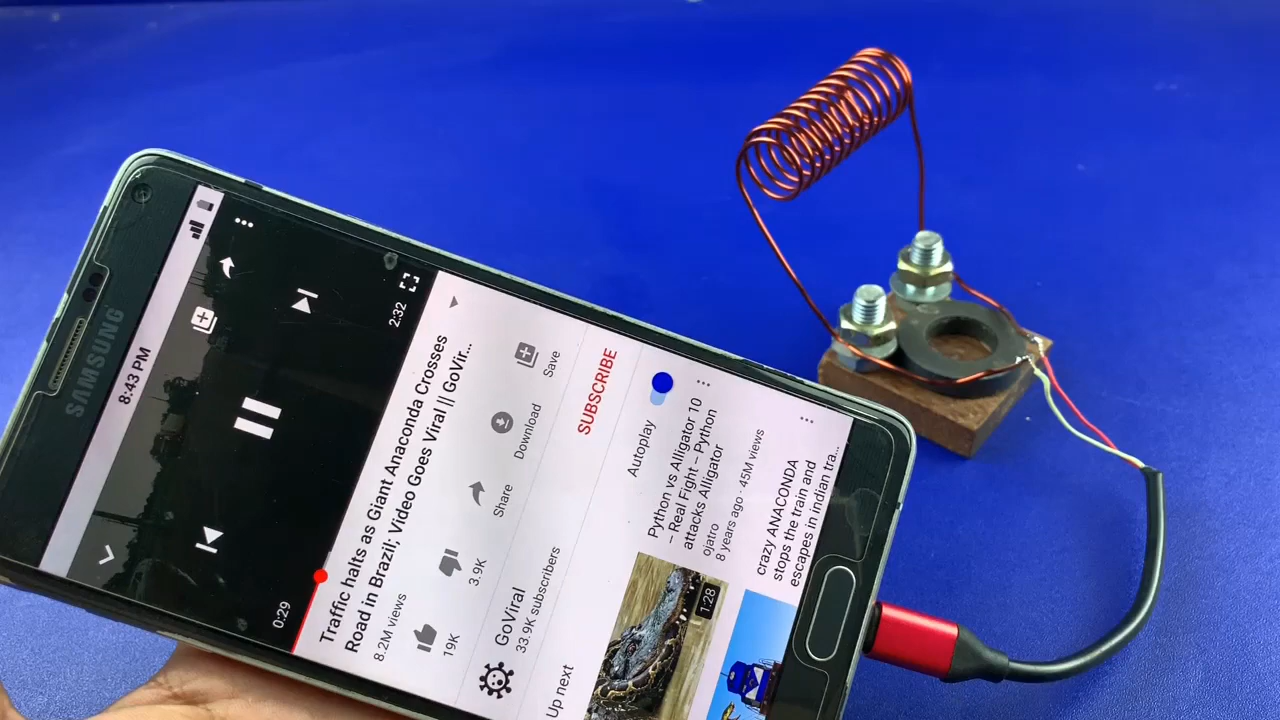 SAMSUNG
8:43 PM
0:29
2:32
Traffic halts as Giant Anaconda Crosses
Road in Brazil; Video Goes Viral || GoVir...
8.2M views
19K
3.9K
Share
Download
Save
GoViral
33.9K subscribers
SUBSCRIBE
Up next
Autoplay
1:28
Python vs Alligator 10
– Real Fight – Python
attacks Alligator
ojatro
8 years ago · 45M views
crazy ANACONDA
stops the train and
escapes in indian tra...